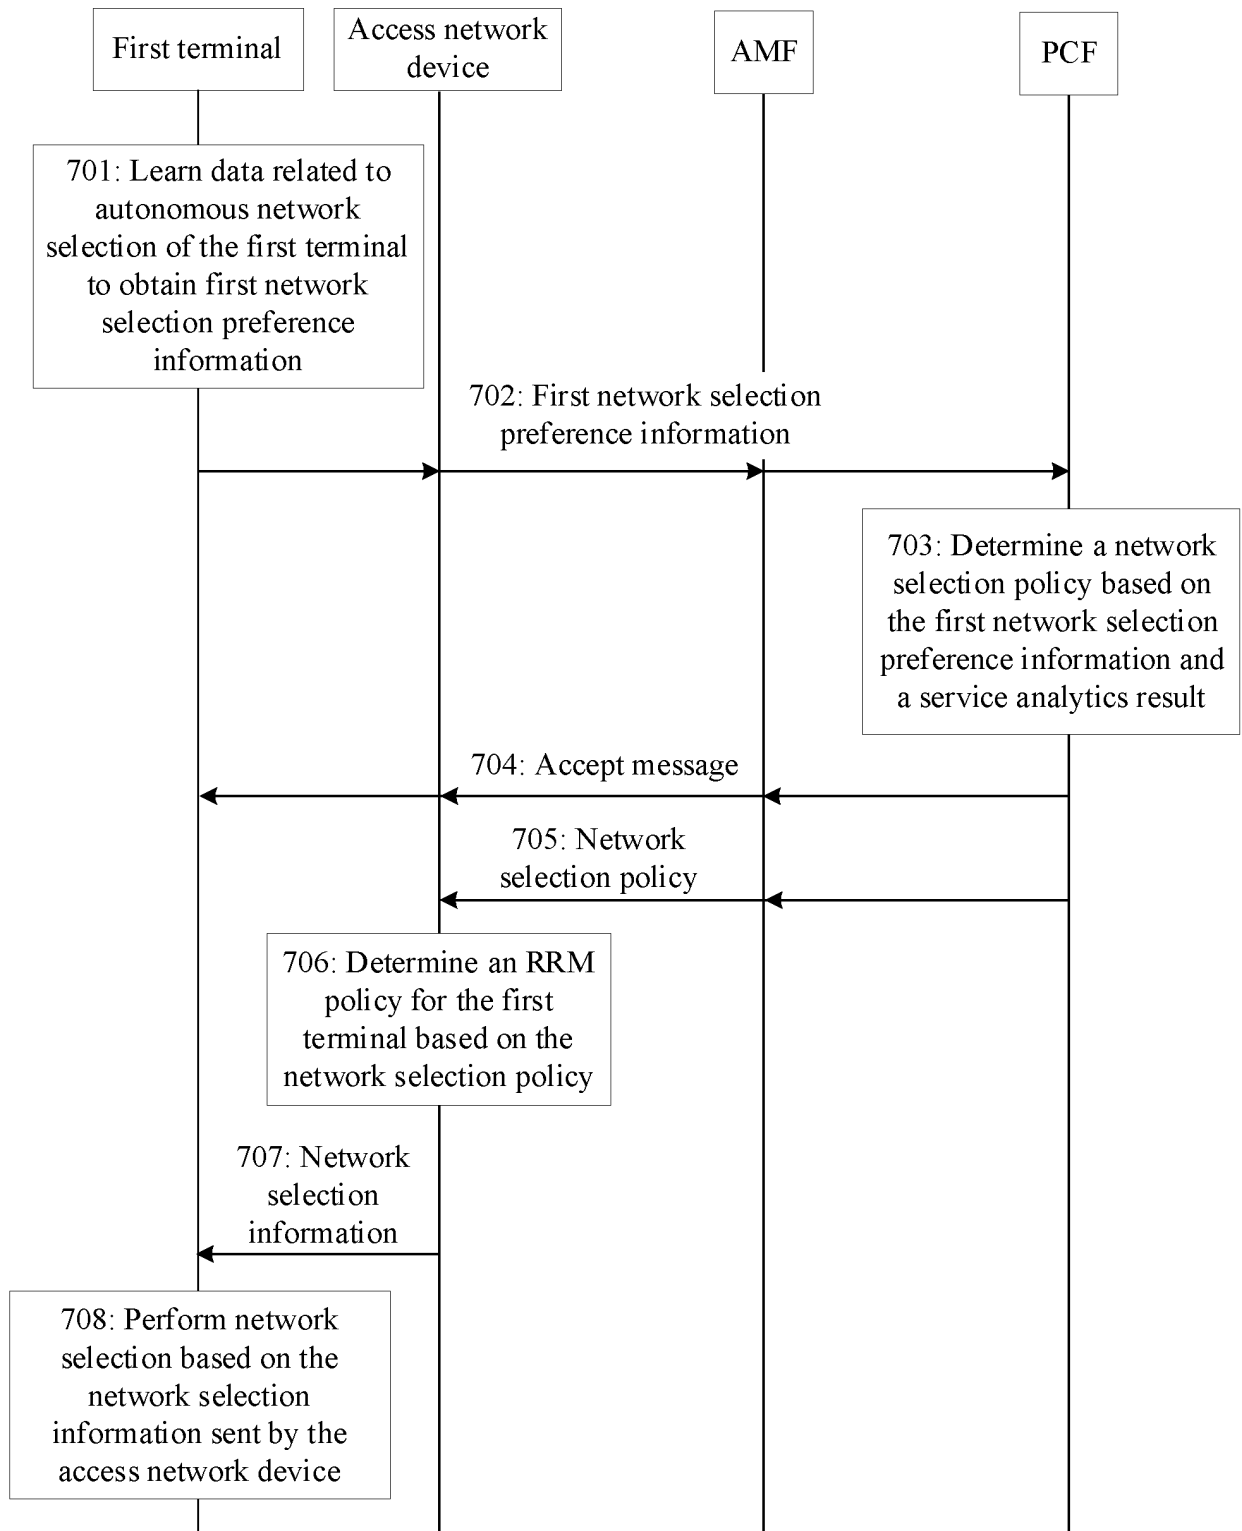 First terminal
Access network
device
AMF
PCF
701: Learn data related to
autonomous network
selection of the first terminal
to obtain first network
selection preference
information
702: First network selection
preference information
703: Determine a network
selection policy based on
the first network selection
preference information and
a service analytics result
704: Accept message
705: Network
selection policy
706: Determine an RRM
policy for the first
terminal based on the
network selection policy
707: Network
selection
information
708: Perform network
selection based on the
network selection
information sent by the
access network device